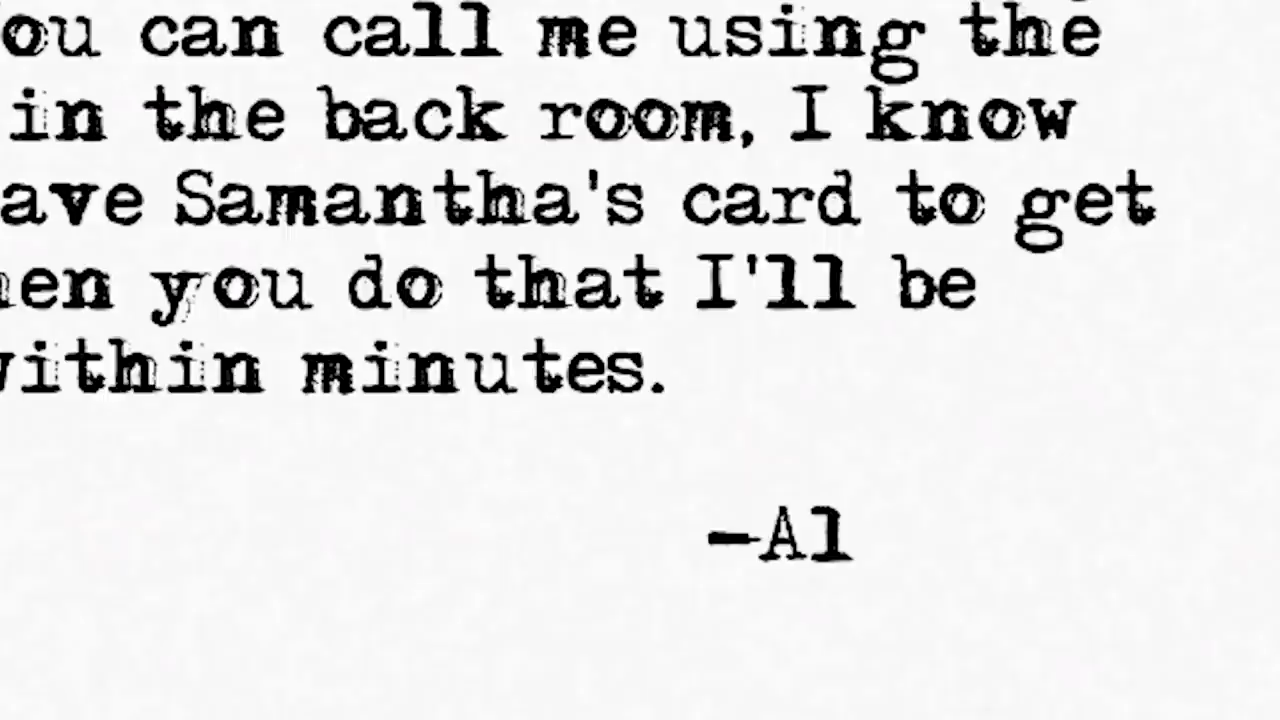 ou can call me using the
in the back room, I know
ave Samantha's card to get
en you do that I'll be
within minutes.
—Al